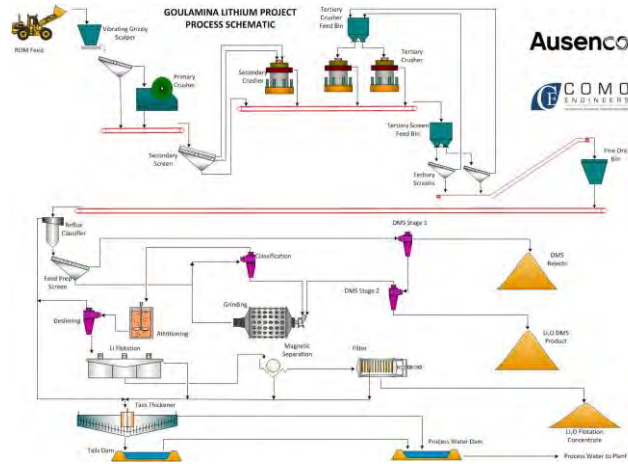 GOULAMINA LITHIUM PROJECT
PROCESS SCHEMATIC
Ausenco
COMO
ENGINEERS
ROM Feed
Vibrating Grizzly
Scalper
Primary
Crusher
Secondary
Screen
Secondary
Crusher
Tertiary
Crusher
Feed Bin
Tertiary
Crusher
Tertiary Screen
Feed Bin
Tertiary
Screens
Fine Ore
Bin
Reflux
Classifier
Feed Prep
Screen
Classification
DMS Stage 1
DMS
Rejects
Desliming
Attritioning
Grinding
DMS Stage 2
Li₂O DMS
Product
Li Flotation
Magnetic
Separation
Filter
Tails Thickener
Li₂O Flotation
Concentrate
Tails Dam
Process Water Dam
Process Water to Plant